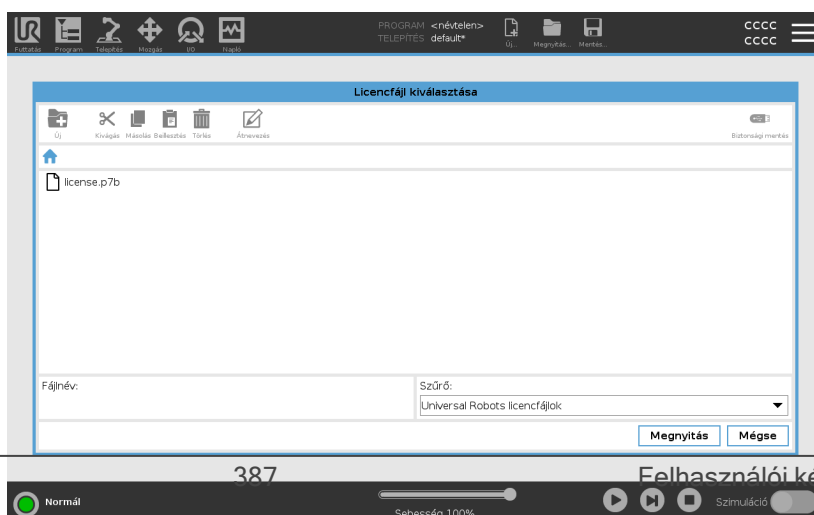 PROGRAM <névtelen>
TELEPÍTÉS default*
CCCC
CCCC
Futtatás Program Telepítés Mozgás I/O Napló Új... Megnyitás... Mentés...
Licencfájl kiválasztása
Új Kivágás Másolás Beillesztés Törlés Átnevezés Biztonsági mentés
license.p7b
Fájlnév: Szűrő:
Universal Robots licencfájlok
Megnyitás Mégse
387 Felhasználói ké
Normál Sebesség 100% Szimuláció